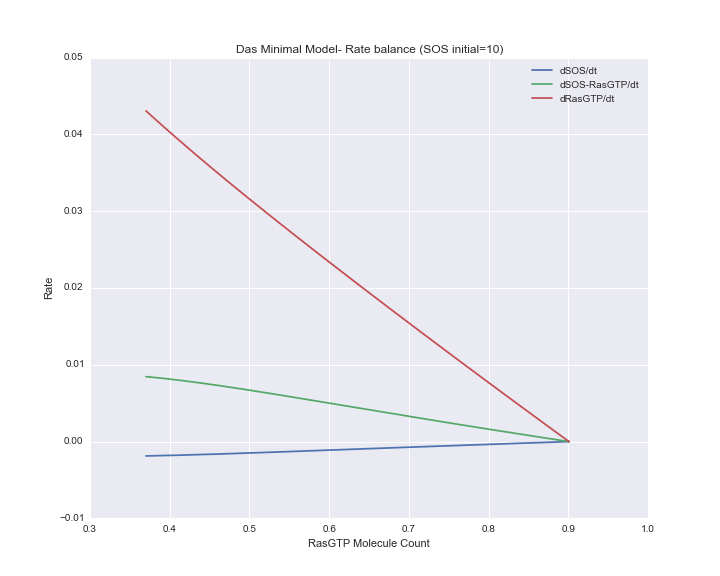 Das Minimal Model- Rate balance (SOS initial=10)
0.05
0.04
0.03
0.02
0.01
0.00
−0.01
Rate
dSOS/dt
dSOS-RasGTP/dt
dRasGTP/dt
0.3 0.4 0.5 0.6 0.7 0.8 0.9 1.0
RasGTP Molecule Count